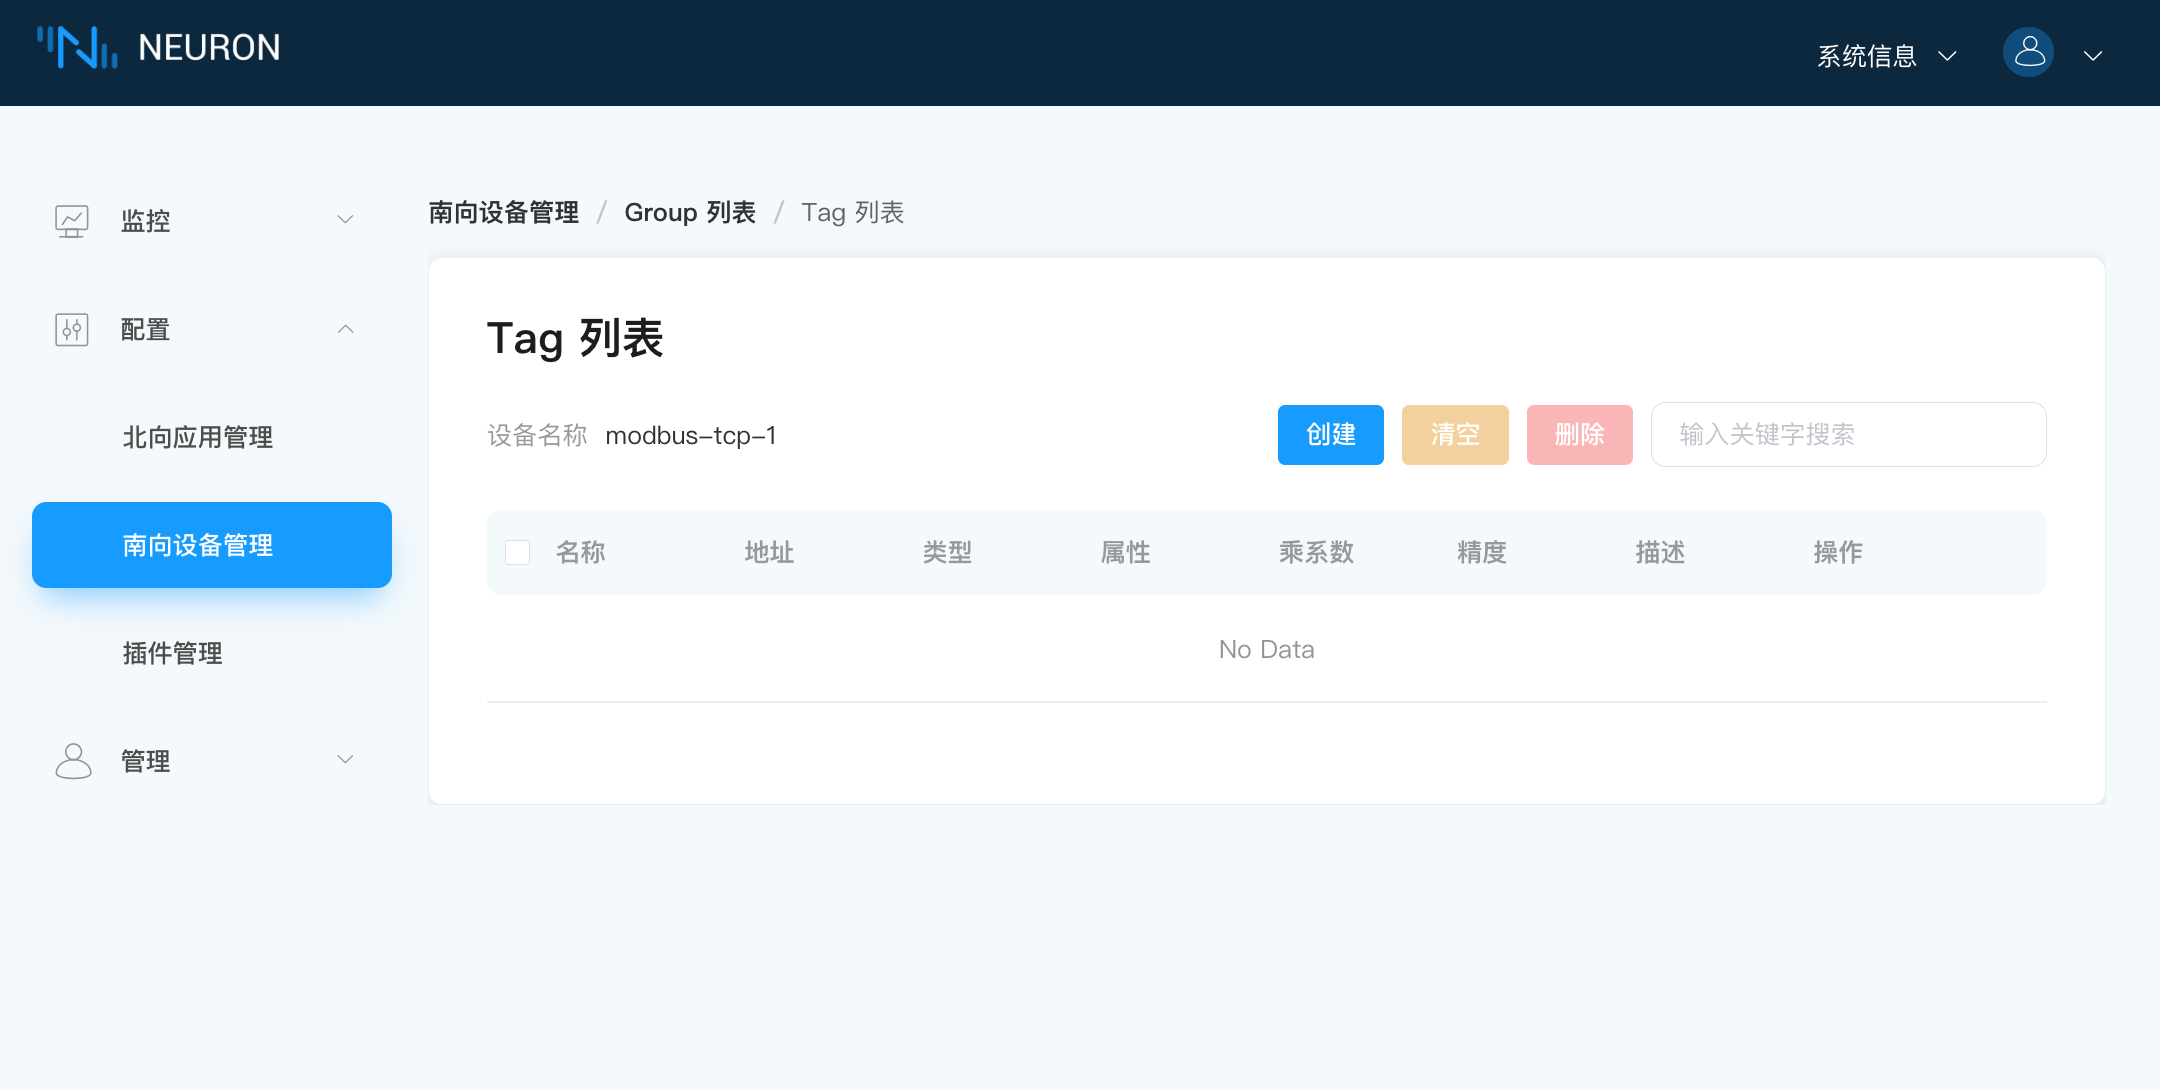 NEURON
系统信息
监控
配置
北向应用管理
南向设备管理
插件管理
管理
南向设备管理 / Group 列表 / Tag 列表
Tag 列表
设备名称 modbus-tcp-1
创建 清空 删除 输入关键字搜索
名称 地址 类型 属性 乘系数 精度 描述 操作
No Data